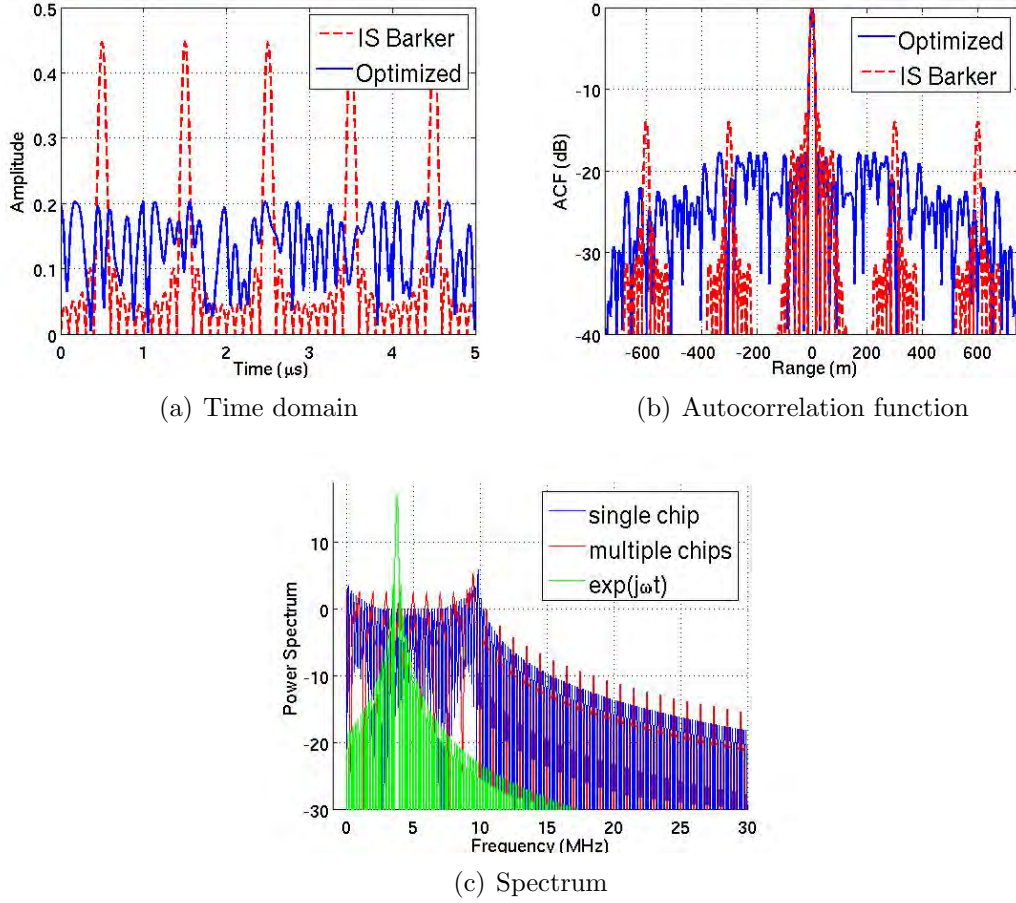 0.5
0.4
0.3
0.2
0.1
0
Amplitude
IS Barker
Optimized
0 1 2 3 4 5
Time (μs)
(a) Time domain
0
-10
-20
-30
-40
ACF (dB)
Optimized
IS Barker
-600 -400 -200 0 200 400 600
Range (m)
(b) Autocorrelation function
10
0
-10
-20
-30
Power Spectrum
single chip
multiple chips
exp(jωt)
0 5 10 15 20 25 30
Frequency (MHz)
(c) Spectrum